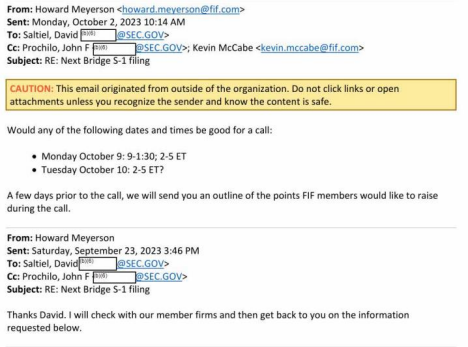 From: Howard Meyerson <howard.meyerson@fif.com>
Sent: Monday, October 2, 2023 10:14 AM
To: Saltiel, David (b)(6) @SEC.GOV>
Cc: Prochilo, John F (b)(6) @SEC.GOV>; Kevin McCabe <kevin.mccabe@fif.com>
Subject: RE: Next Bridge S-1 filing
CAUTION: This email originated from outside of the organization. Do not click links or open
attachments unless you recognize the sender and know the content is safe.
Would any of the following dates and times be good for a call:
• Monday October 9: 9-1:30; 2-5 ET
• Tuesday October 10: 2-5 ET?
A few days prior to the call, we will send you an outline of the points FIF members would like to raise
during the call.
From: Howard Meyerson
Sent: Saturday, September 23, 2023 3:46 PM
To: Saltiel, David (b)(6) @SEC.GOV>
Cc: Prochilo, John F (b)(6) @SEC.GOV>
Subject: RE: Next Bridge S-1 filing
Thanks David. I will check with our member firms and then get back to you on the information
requested below.